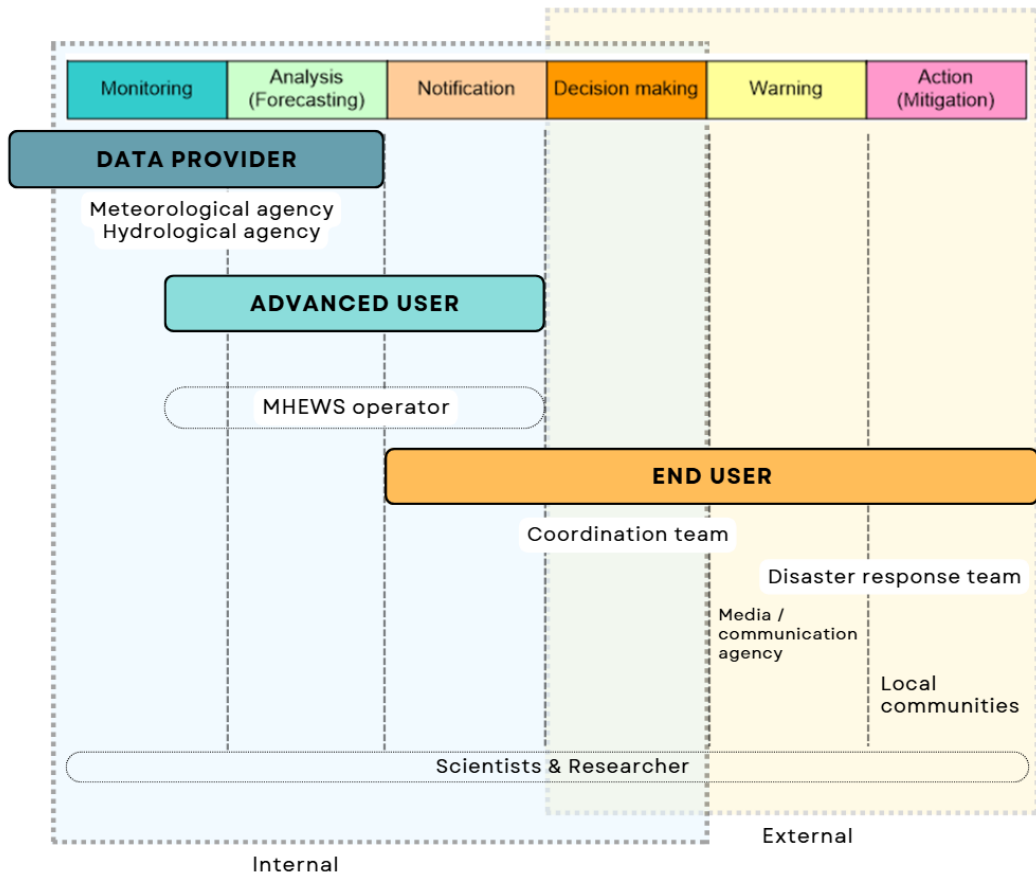 Monitoring
Analysis
(Forecasting)
Notification
Decision making
Warning
Action
(Mitigation)
DATA PROVIDER
Meteorological agency
Hydrological agency
ADVANCED USER
MHEWS operator
END USER
Coordination team
Disaster response team
Media /
communication
agency
Local
communities
Scientists & Researcher
External
Internal